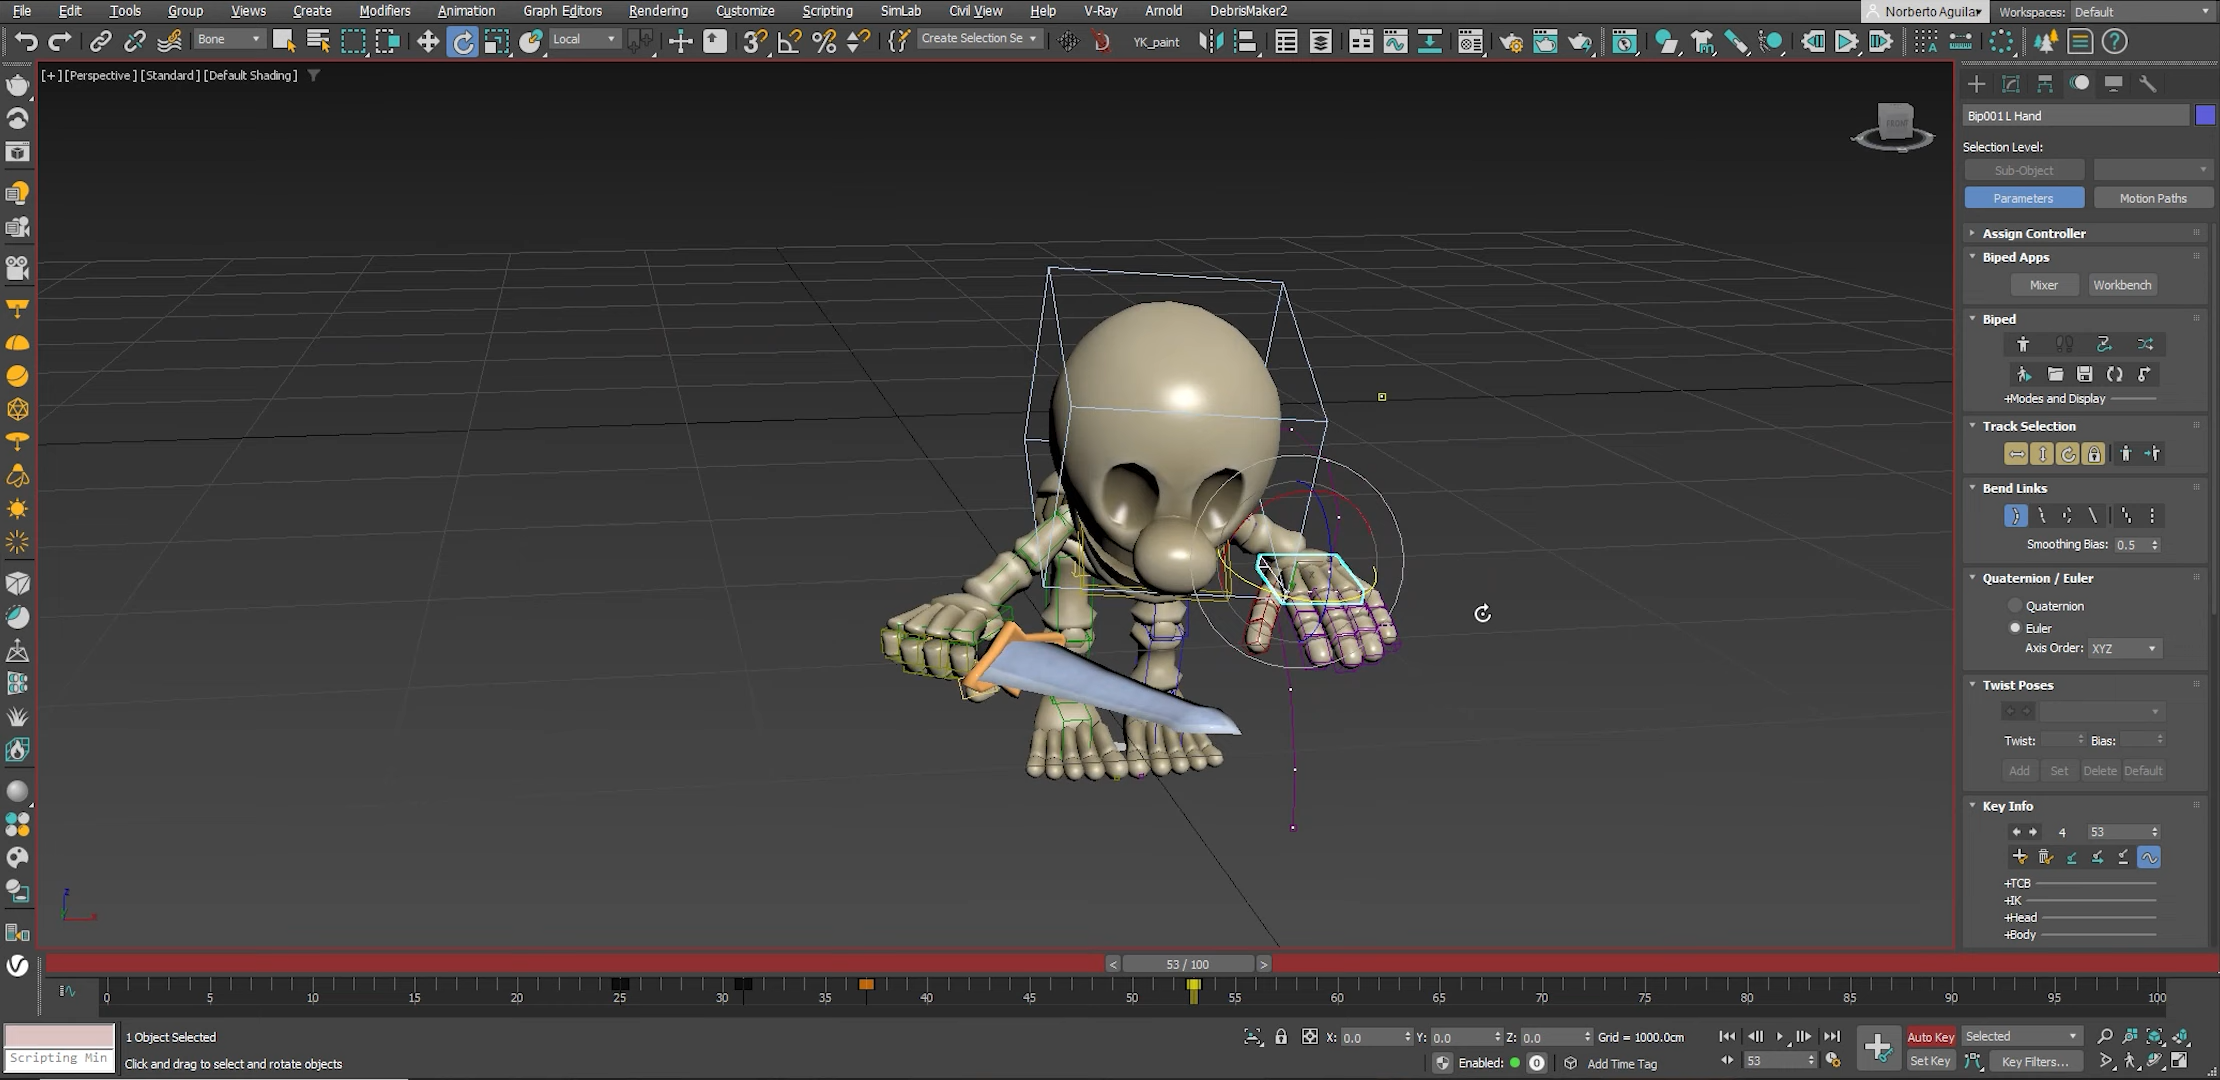 File Edit Tools Group Views Create Modifiers Animation Graph Editors Rendering Customize Scripting SimLab Civil View Help V-Ray Arnold DebrisMaker2 Norberto Aguilar Workspaces: Default
Bone Local Create Selection Se YK_paint
[+] [Perspective] [Standard] [Default Shading]
FRONT
Bip001 L Hand
Selection Level:
Sub-Object
Parameters Motion Paths
Assign Controller
Biped Apps
Mixer Workbench
Biped
+Modes and Display
Track Selection
Bend Links
Smoothing Bias: 0.5
Quaternion / Euler
Quaternion
Euler
Axis Order: XYZ
Twist Poses
Twist: Bias:
Add Set Delete Default
Key Info
4 53
+TCB
+IK
+Head
+Body
z
x
< 53 / 100 >
0 5 10 15 20 25 30 35 40 45 50 55 60 65 70 75 80 85 90 95 100
1 Object Selected X: 0.0 Y: 0.0 Z: 0.0 Grid = 1000.0cm Auto Key Selected
Scripting Min Click and drag to select and rotate objects Enabled: 0 Add Time Tag 53 Set Key Key Filters...